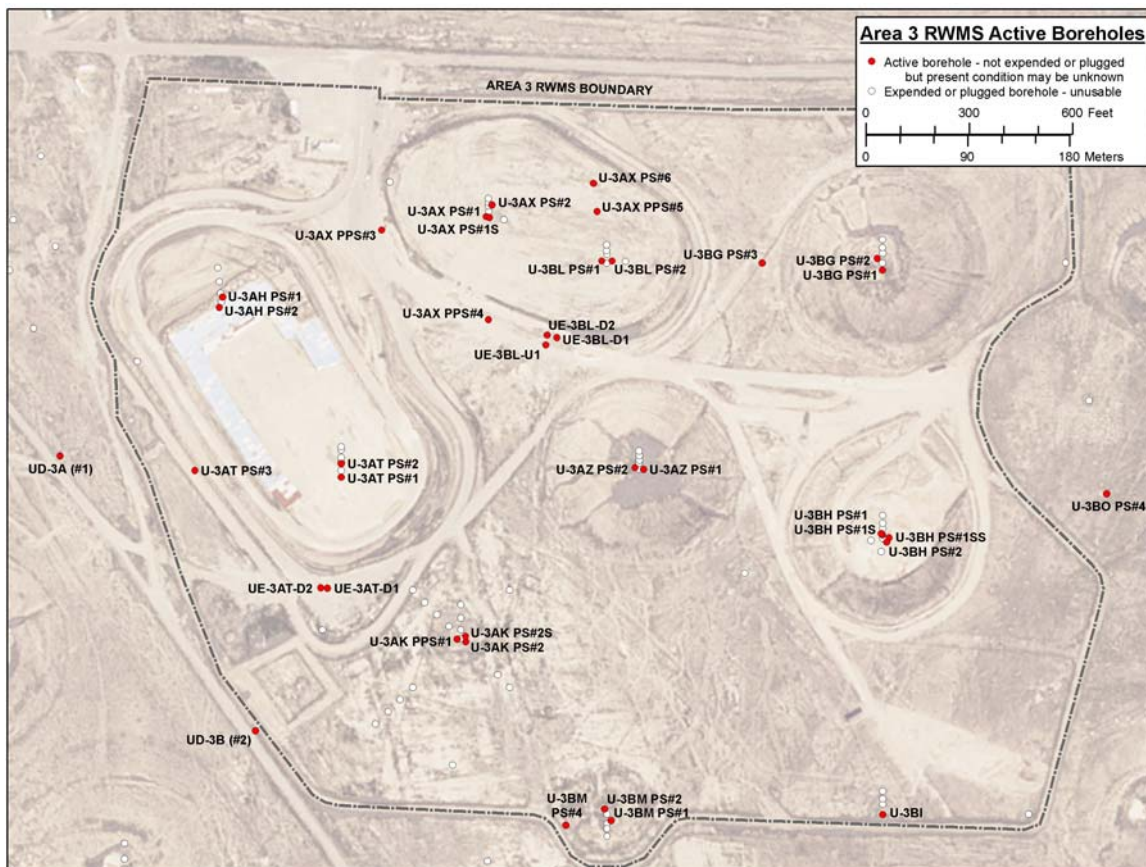 Area 3 RWMS Active Boreholes
Active borehole - not expended or plugged
but present condition may be unknown
Expended or plugged borehole - unusable
0 300 600 Feet
0 90 180 Meters
AREA 3 RWMS BOUNDARY
U-3AX PS#6
U-3AX PS#2
U-3AX PS#1
U-3AX PPS#5
U-3AX PS#1S
U-3AX PPS#3
U-3BL PS#1
U-3BL PS#2
U-3BG PS#3
U-3BG PS#2
U-3BG PS#1
U-3AH PS#1
U-3AH PS#2
U-3AX PPS#4
UE-3BL-D2
UE-3BL-D1
UE-3BL-U1
UD-3A (#1)
U-3AT PS#3
U-3AT PS#2
U-3AT PS#1
U-3AZ PS#2
U-3AZ PS#1
U-3BO PS#4
U-3BH PS#1
U-3BH PS#1S
U-3BH PS#1SS
U-3BH PS#2
UE-3AT-D2
UE-3AT-D1
U-3AK PPS#1
U-3AK PS#2S
U-3AK PS#2
UD-3B (#2)
U-3BM
PS#4
U-3BM PS#2
U-3BM PS#1
U-3BI